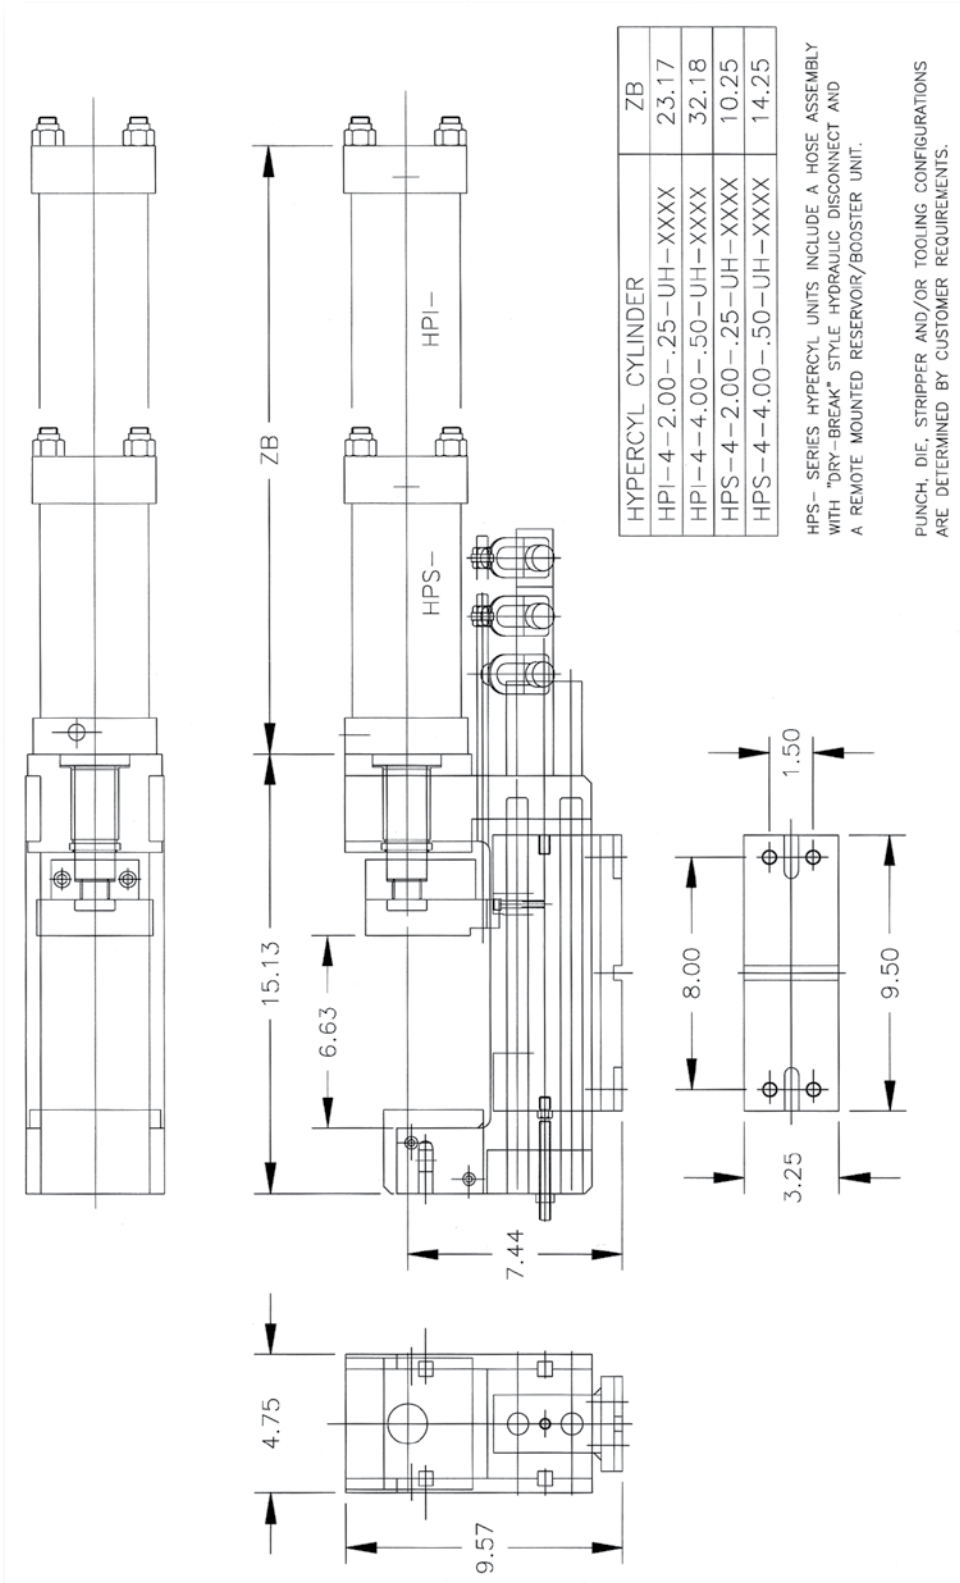 HYPERCYL CYLINDER ZB
HPI-4-2.00-.25-UH-XXXX 23.17
HPI-4-4.00-.50-UH-XXXX 32.18
HPS-4-2.00-.25-UH-XXXX 10.25
HPS-4-4.00-.50-UH-XXXX 14.25
HPS- SERIES HYPERCYL UNITS INCLUDE A HOSE ASSEMBLY
WITH "DRY-BREAK" STYLE HYDRAULIC DISCONNECT AND
A REMOTE MOUNTED RESERVOIR/BOOSTER UNIT.
PUNCH, DIE, STRIPPER AND/OR TOOLING CONFIGURATIONS
ARE DETERMINED BY CUSTOMER REQUIREMENTS.
ZB
15.13
6.63
HPS-
HPI-
4.75
9.57
7.44
8.00
1.50
3.25
9.50